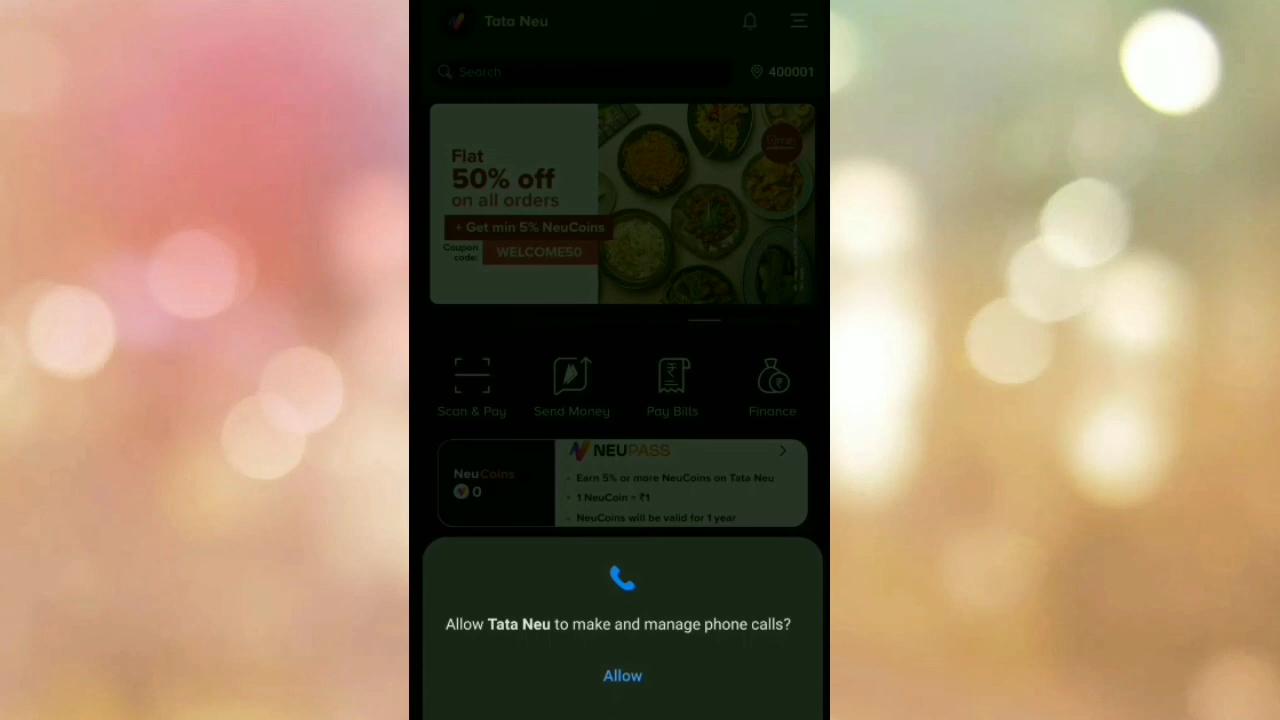 Tata Neu
Search
400001
Flat
50% off
on all orders
+ Get min 5% NeuCoins
Coupon code:
WELCOME50
Scan & Pay
Send Money
Pay Bills
Finance
NeuCoins
0
NEUPASS
- Earn 5% or more NeuCoins on Tata Neu
- 1 NeuCoin = ₹1
- NeuCoins will be valid for 1 year
Allow Tata Neu to make and manage phone calls?
Allow